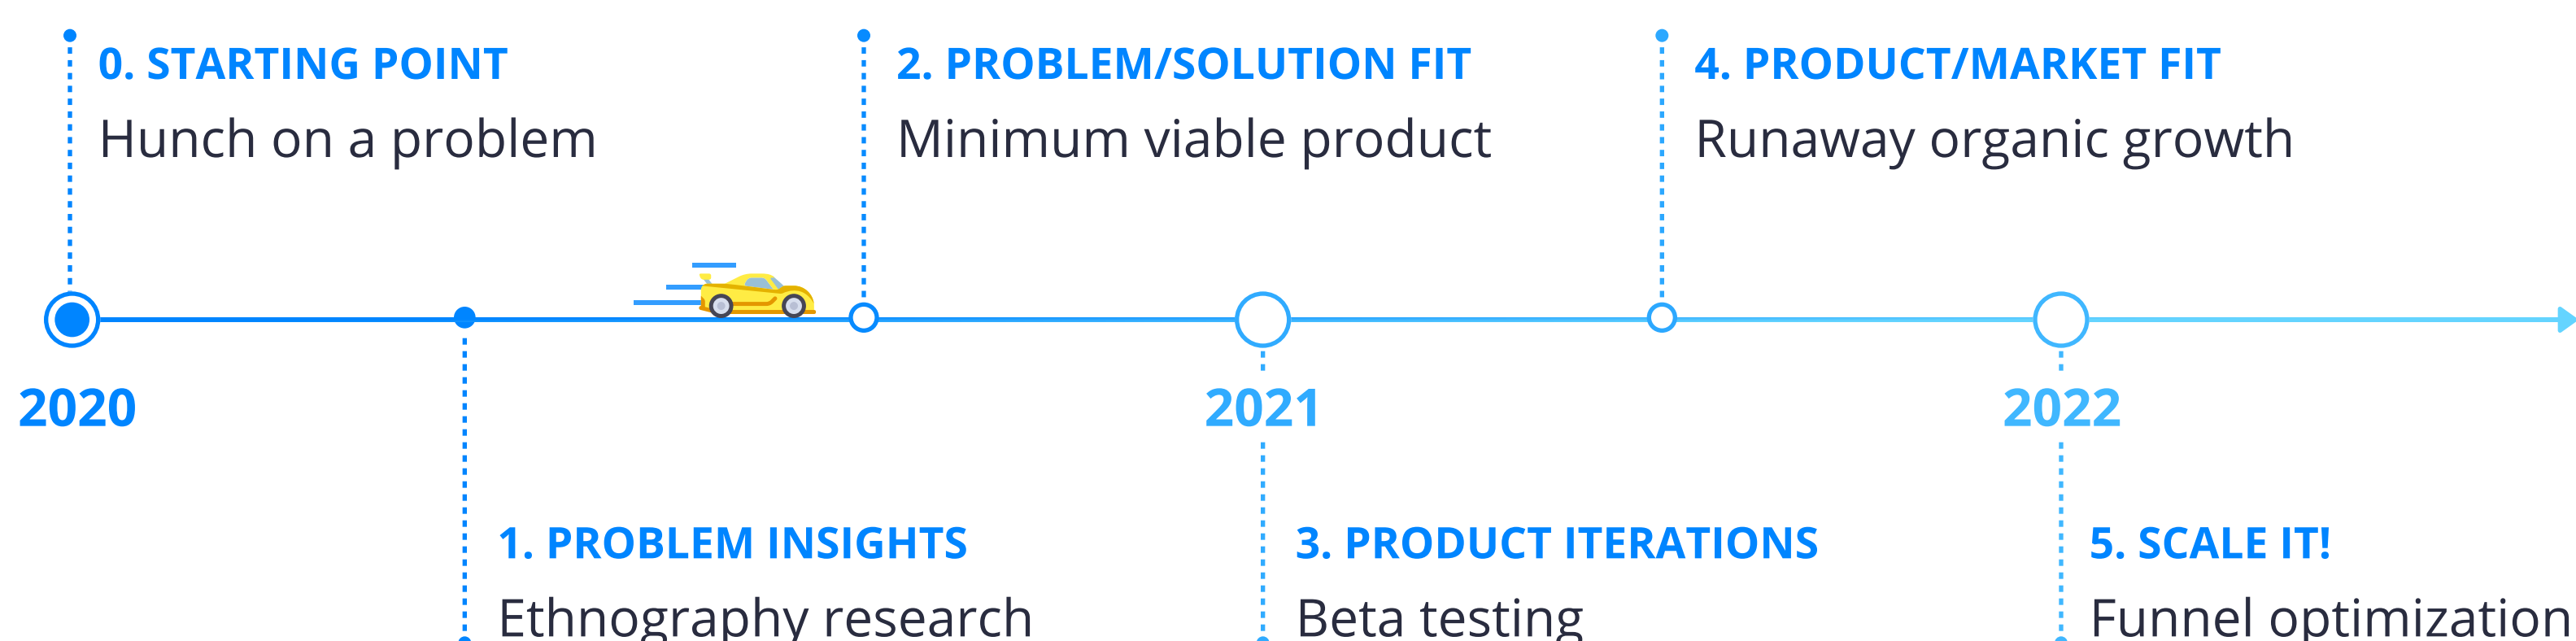 0. STARTING POINT
Hunch on a problem
2. PROBLEM/SOLUTION FIT
Minimum viable product
4. PRODUCT/MARKET FIT
Runaway organic growth
2020
2021
2022
1. PROBLEM INSIGHTS
Ethnography research
3. PRODUCT ITERATIONS
Beta testing
5. SCALE IT!
Funnel optimization